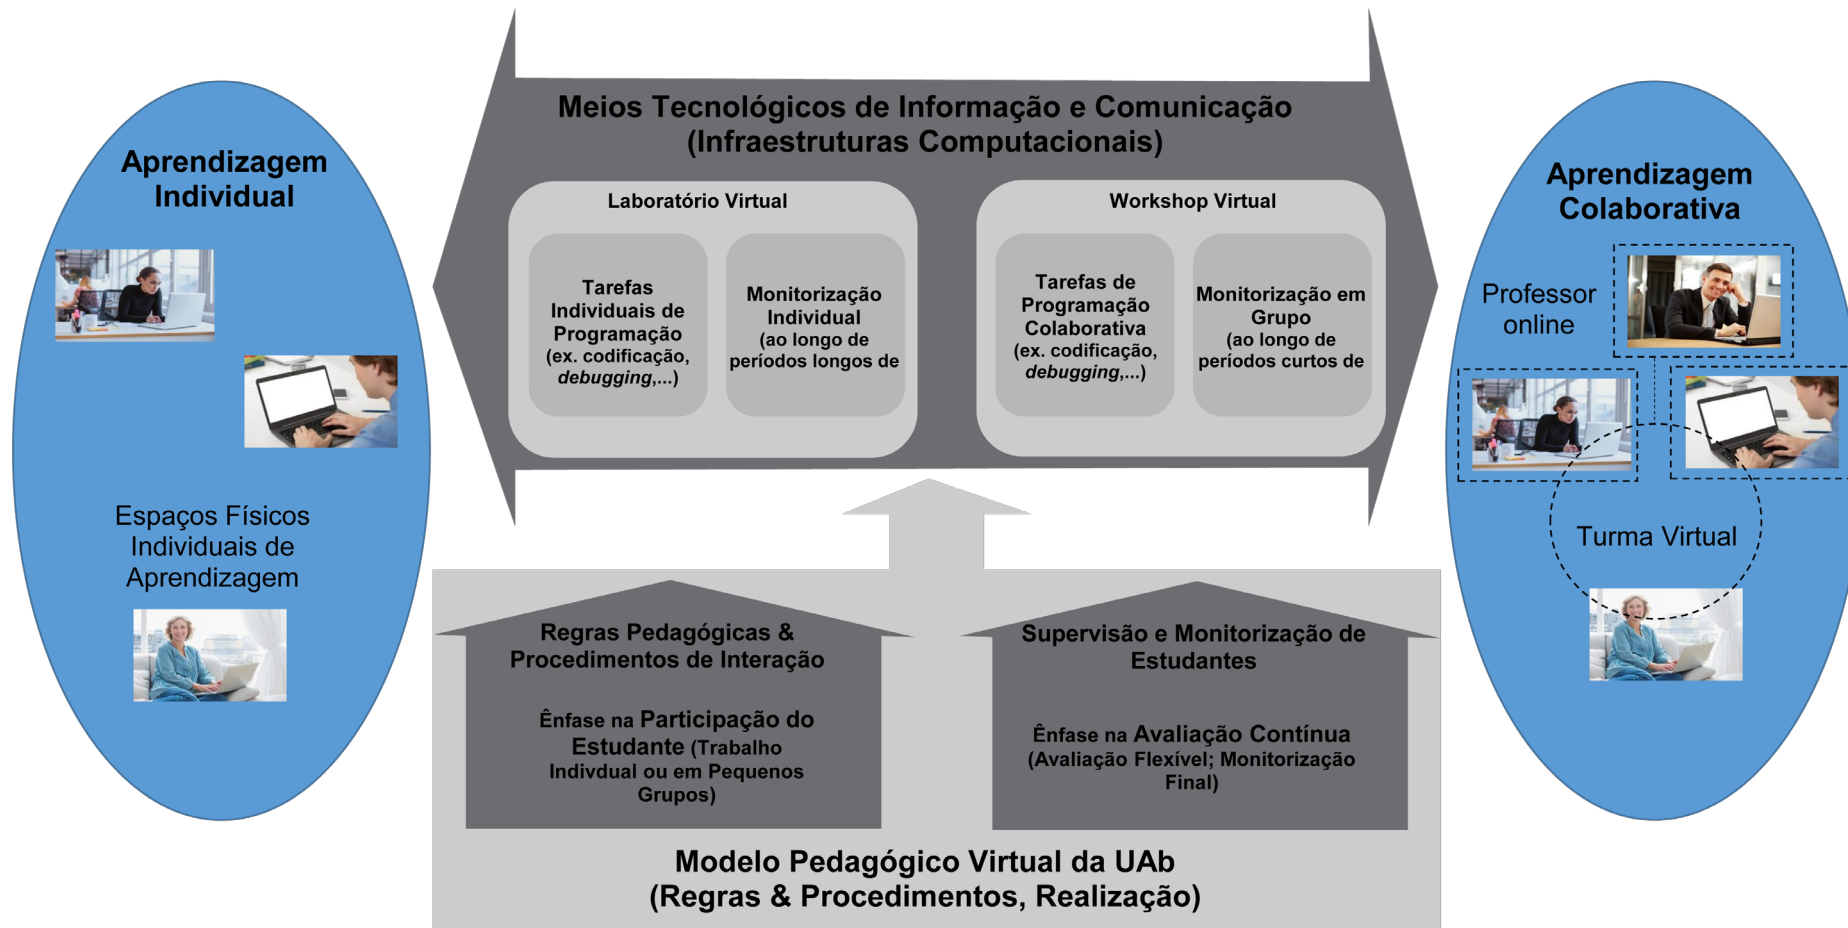 Meios Tecnológicos de Informação e Comunicação
(Infraestruturas Computacionais)
Aprendizagem
Individual
Espaços Físicos
Individuais de
Aprendizagem
Laboratório Virtual
Tarefas
Individuais de
Programação
(ex. codificação,
debugging,...)
Monitorização
Individual
(ao longo de
períodos longos de
Workshop Virtual
Tarefas de
Programação
Colaborativa
(ex. codificação,
debugging,...)
Monitorização em
Grupo
(ao longo de
períodos curtos de
Aprendizagem
Colaborativa
Professor
online
Turma Virtual
Regras Pedagógicas &
Procedimentos de Interação
Ênfase na Participação do
Estudante (Trabalho
Indivdual ou em Pequenos
Grupos)
Supervisão e Monitorização de
Estudantes
Ênfase na Avaliação Contínua
(Avaliação Flexível; Monitorização
Final)
Modelo Pedagógico Virtual da UAb
(Regras & Procedimentos, Realização)